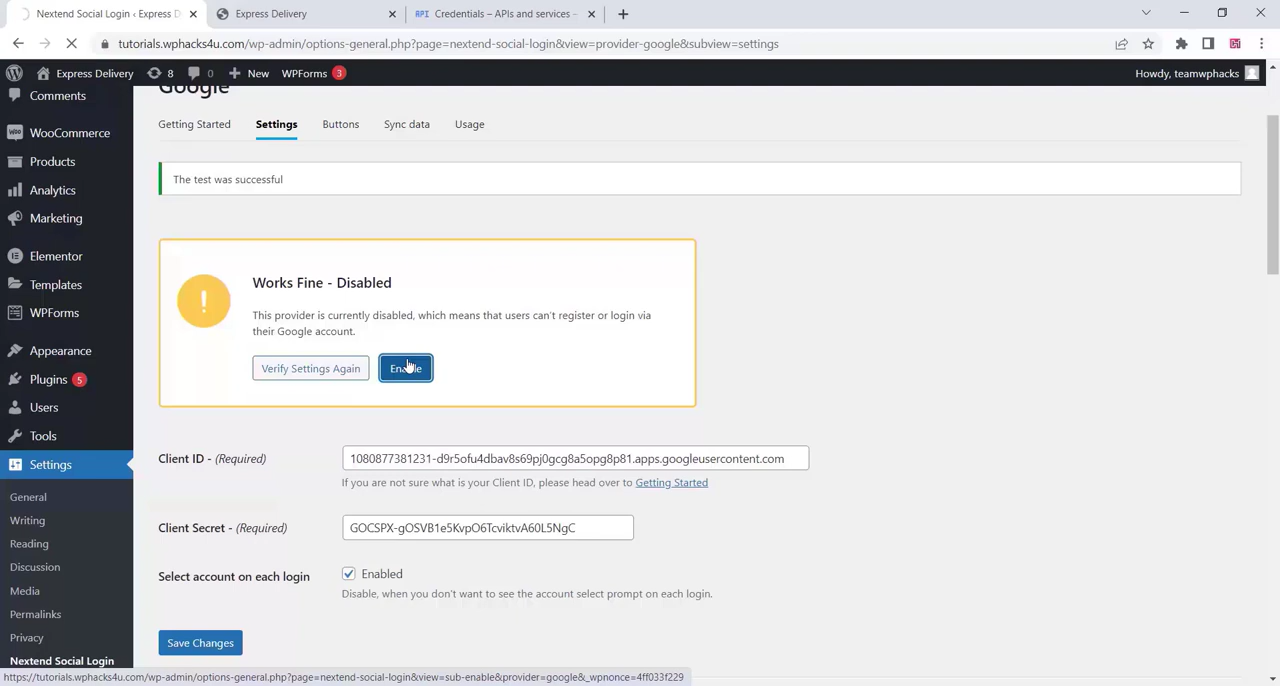 Nextend Social Login ‹ Express D
Express Delivery
API Credentials – APIs and services –
tutorials.wphacks4u.com/wp-admin/options-general.php?page=nextend-social-login&view=provider-google&subview=settings
Express Delivery 8 0 New WPForms 3 Howdy, teamwphacks
Comments
WooCommerce
Products
Analytics
Marketing
Elementor
Templates
WPForms
Appearance
Plugins 5
Users
Tools
Settings
General
Writing
Reading
Discussion
Media
Permalinks
Privacy
Nextend Social Login
Google
Getting Started Settings Buttons Sync data Usage
The test was successful
Works Fine - Disabled
This provider is currently disabled, which means that users can't register or login via
their Google account.
Verify Settings Again Enable
Client ID - (Required) 1080877381231-d9r5ofu4dbav8s69pj0gcg8a5opg8p81.apps.googleusercontent.com
If you are not sure what is your Client ID, please head over to Getting Started
Client Secret - (Required) 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
Select account on each login Enabled
Disable, when you don't want to see the account select prompt on each login.
Save Changes
https://tutorials.wphacks4u.com/wp-admin/options-general.php?page=nextend-social-login&view=sub-enable&provider=google&_wpnonce=4ff033f229